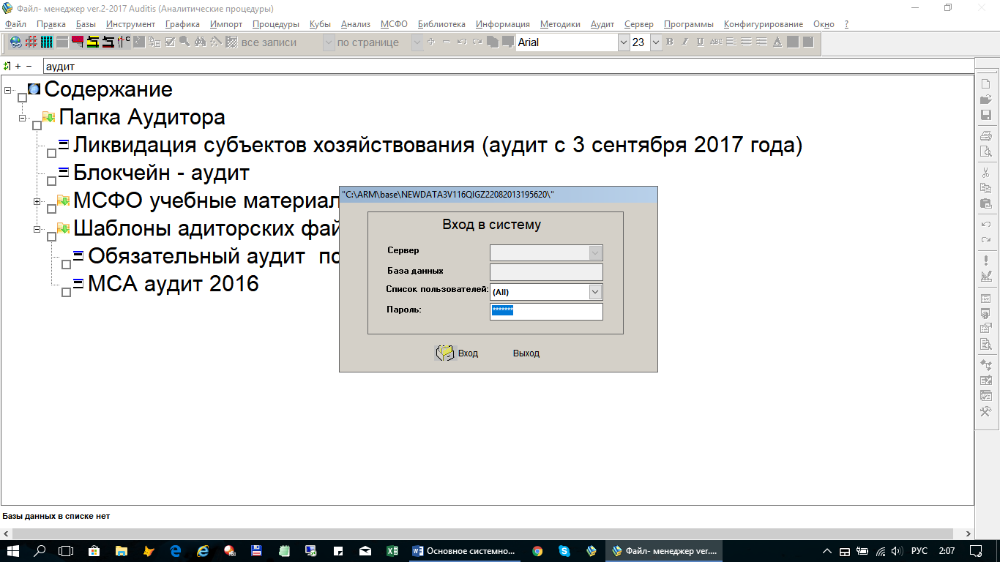 Файл- менеджер ver.2-2017 Auditis (Аналитические процедуры)
Файл Правка Базы Инструмент Графика Импорт Процедуры Кубы Анализ МСФО Библиотека Информация Методики Аудит Сервер Программы Конфигурирование Окно ?
все записи по странице Arial 23 B I U ABC A
+ − аудит
Содержание
Папка Аудитора
Ликвидация субъектов хозяйствования (аудит с 3 сентября 2017 года)
Блокчейн - аудит
МСФО учебные материал
Шаблоны адиторских фай
Обязательный аудит по
МСА аудит 2016
"C:\ARM\base\NEWDATA3V116QIGZ22082013195620\"
Вход в систему
Сервер
База данных
Список пользователей: (All)
Пароль: *******
Вход Выход
Базы данных в списке нет
Основное системно... Файл- менеджер ver.... РУС 2:07